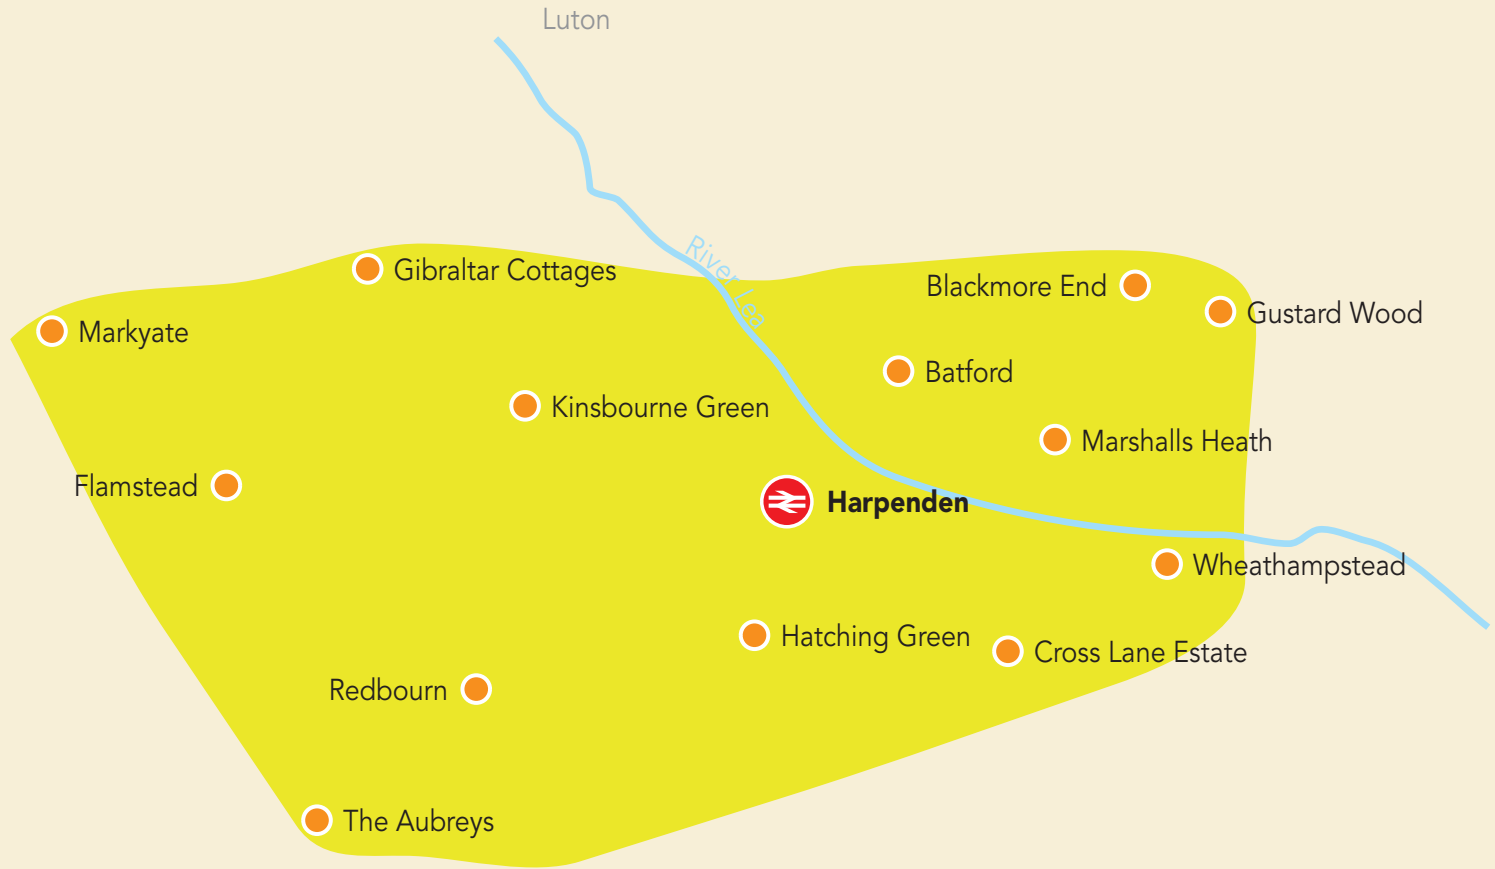 Luton
River Lea
Gibraltar Cottages
Blackmore End
Gustard Wood
Markyate
Batford
Kinsbourne Green
Marshalls Heath
Flamstead
Harpenden
Wheathampstead
Hatching Green
Cross Lane Estate
Redbourn
The Aubreys